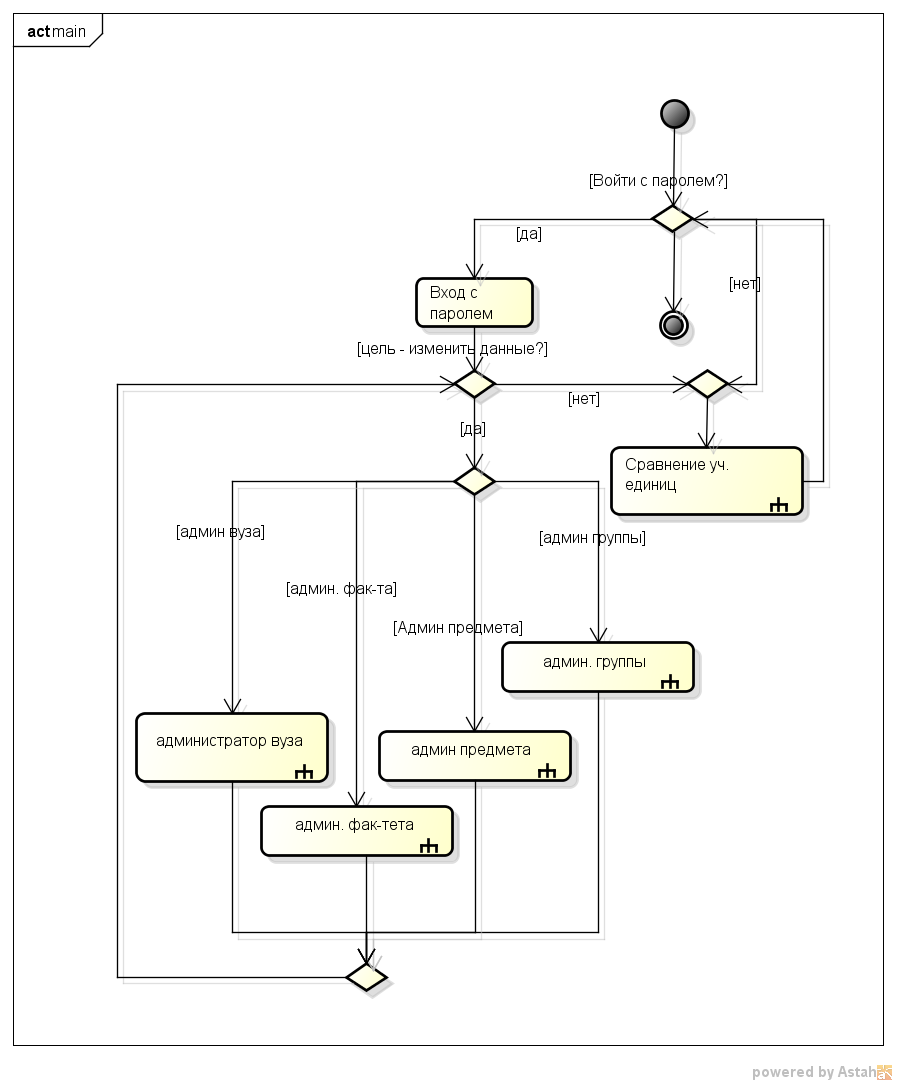 act main
[Войти с паролем?]
[да]
[нет]
Вход с
паролем
[цель - изменить данные?]
[нет]
[да]
Сравнение уч.
единиц
[админ вуза]
[админ группы]
[админ. фак-та]
[Админ предмета]
админ. группы
администратор вуза
админ предмета
админ. фак-тета
powered by Astah